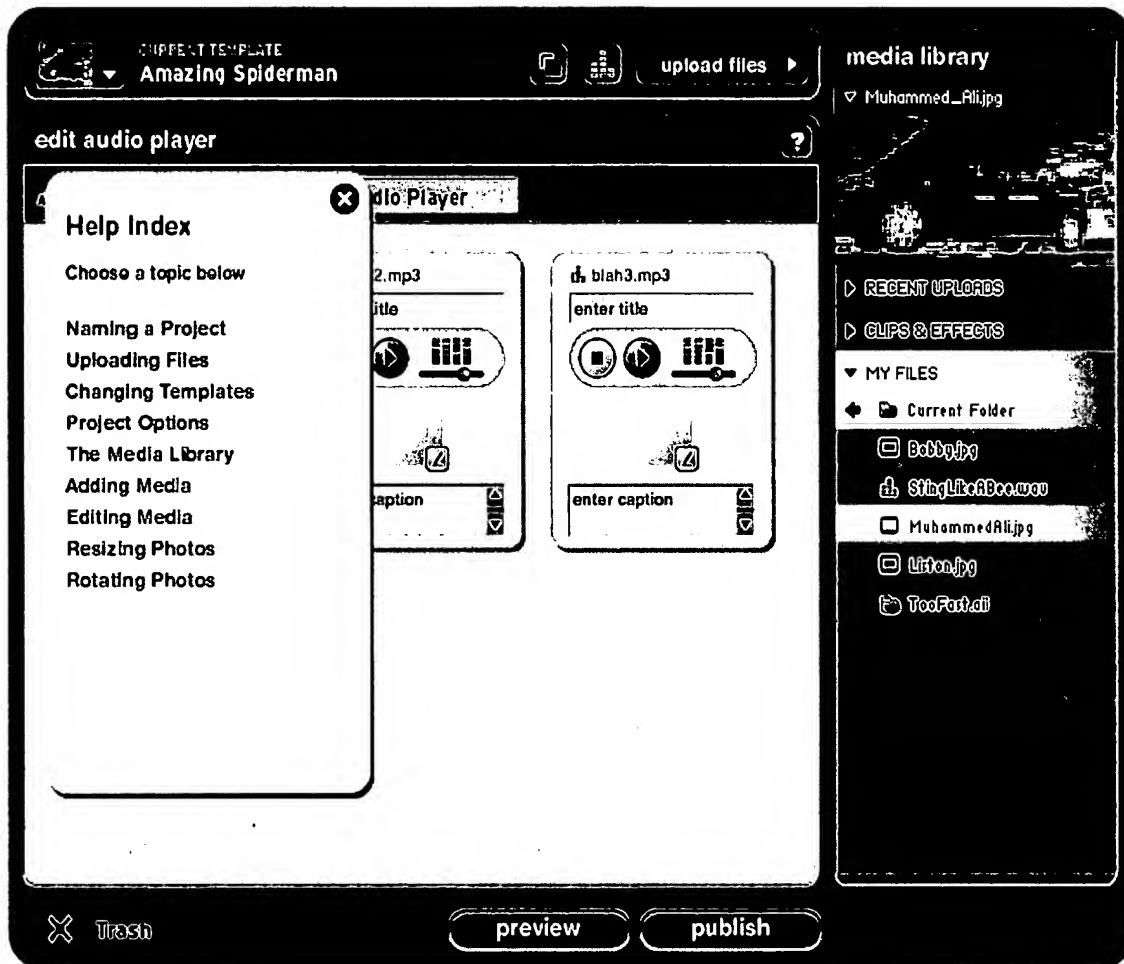 CURRENT TEMPLATE
Amazing Spiderman
upload files
edit audio player
?
dio Player
Help Index
Choose a topic below
Naming a Project
Uploading Files
Changing Templates
Project Options
The Media Library
Adding Media
Editing Media
Resizing Photos
Rotating Photos
2.mp3
itle
aption
blah3.mp3
enter title
enter caption
media library
Muhammed_Ali.jpg
RECENT UPLOADS
CLIPS & EFFECTS
MY FILES
Current Folder
Bobby.jpg
StingLikeABee.wav
MuhammedAli.jpg
Liston.jpg
TooFast.aii
Trash
preview
publish